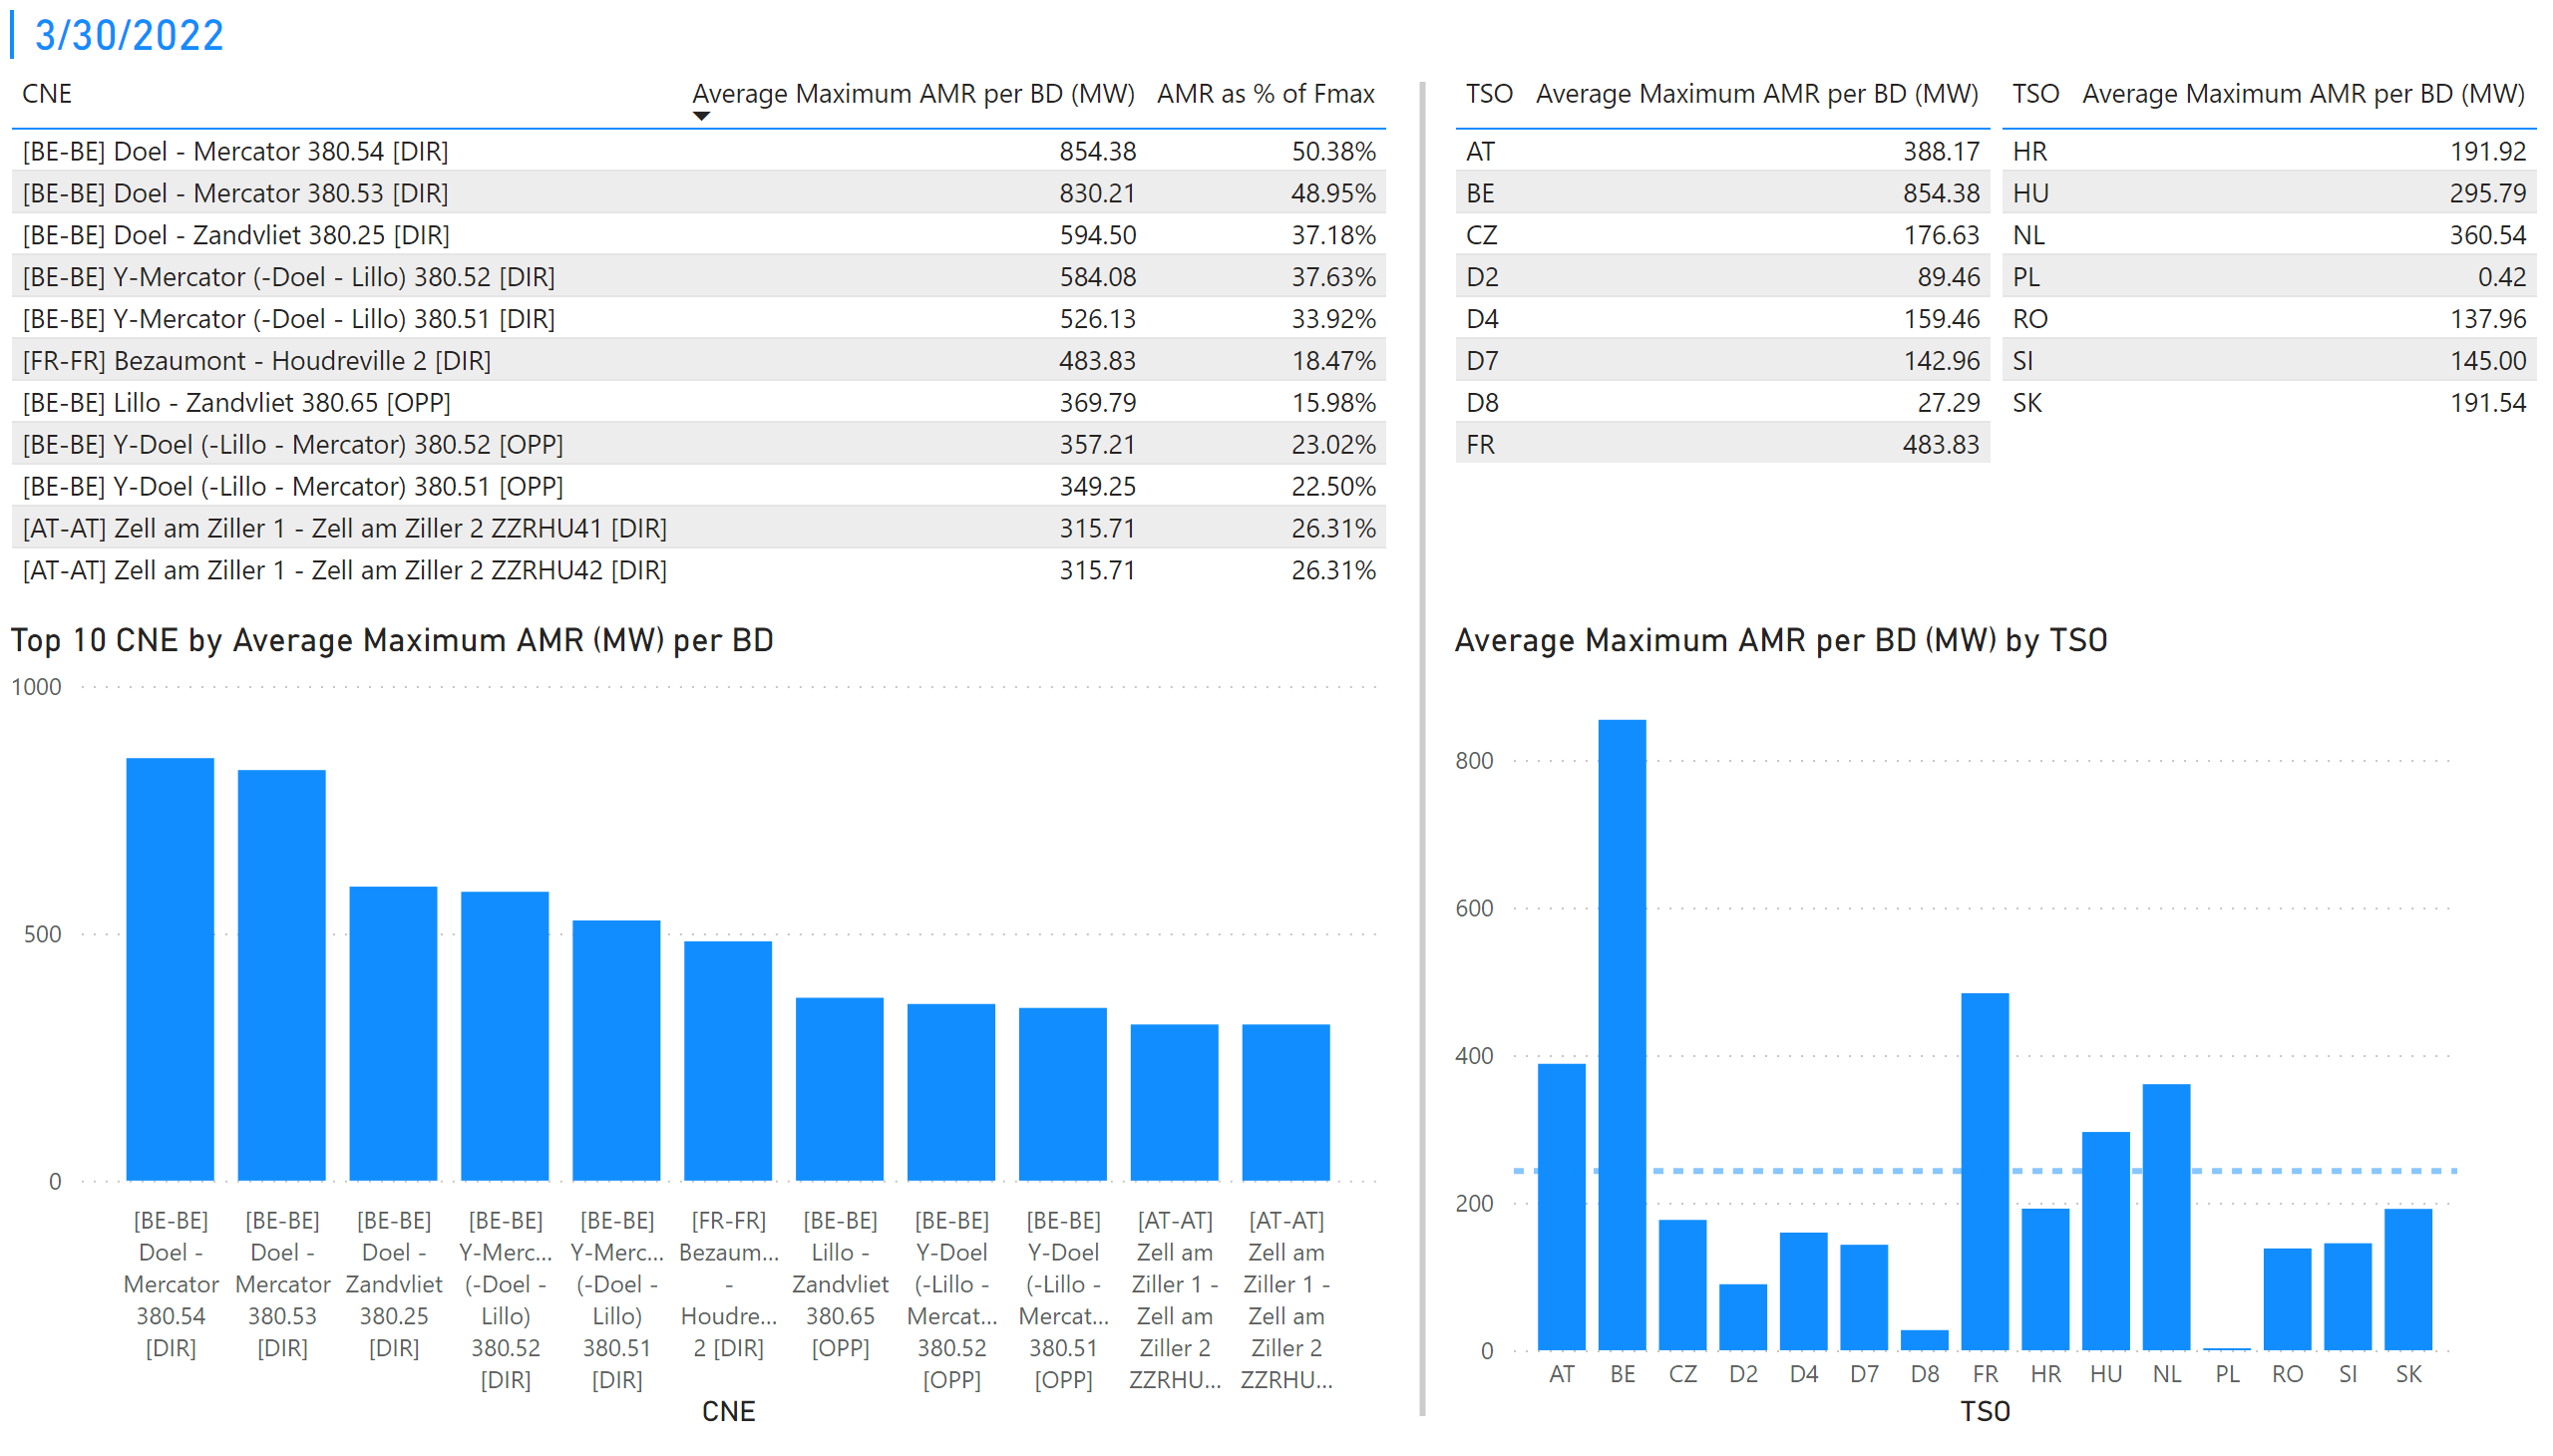 3/30/2022
CNE Average Maximum AMR per BD (MW) AMR as % of Fmax
[BE-BE] Doel - Mercator 380.54 [DIR] 854.38 50.38%
[BE-BE] Doel - Mercator 380.53 [DIR] 830.21 48.95%
[BE-BE] Doel - Zandvliet 380.25 [DIR] 594.50 37.18%
[BE-BE] Y-Mercator (-Doel - Lillo) 380.52 [DIR] 584.08 37.63%
[BE-BE] Y-Mercator (-Doel - Lillo) 380.51 [DIR] 526.13 33.92%
[FR-FR] Bezaumont - Houdreville 2 [DIR] 483.83 18.47%
[BE-BE] Lillo - Zandvliet 380.65 [OPP] 369.79 15.98%
[BE-BE] Y-Doel (-Lillo - Mercator) 380.52 [OPP] 357.21 23.02%
[BE-BE] Y-Doel (-Lillo - Mercator) 380.51 [OPP] 349.25 22.50%
[AT-AT] Zell am Ziller 1 - Zell am Ziller 2 ZZRHU41 [DIR] 315.71 26.31%
[AT-AT] Zell am Ziller 1 - Zell am Ziller 2 ZZRHU42 [DIR] 315.71 26.31%
TSO Average Maximum AMR per BD (MW)
AT 388.17
BE 854.38
CZ 176.63
D2 89.46
D4 159.46
D7 142.96
D8 27.29
FR 483.83
TSO Average Maximum AMR per BD (MW)
HR 191.92
HU 295.79
NL 360.54
PL 0.42
RO 137.96
SI 145.00
SK 191.54
Top 10 CNE by Average Maximum AMR (MW) per BD
1000
500
0
[BE-BE]
Doel -
Mercator
380.54
[DIR]
[BE-BE]
Doel -
Mercator
380.53
[DIR]
[BE-BE]
Doel -
Zandvliet
380.25
[DIR]
[BE-BE]
Y-Merc...
(-Doel -
Lillo)
380.52
[DIR]
[BE-BE]
Y-Merc...
(-Doel -
Lillo)
380.51
[DIR]
[FR-FR]
Bezaum...
-
Houdre...
2 [DIR]
[BE-BE]
Lillo -
Zandvliet
380.65
[OPP]
[BE-BE]
Y-Doel
(-Lillo -
Mercat...
380.52
[OPP]
[BE-BE]
Y-Doel
(-Lillo -
Mercat...
380.51
[OPP]
[AT-AT]
Zell am
Ziller 1 -
Zell am
Ziller 2
ZZRHU...
[AT-AT]
Zell am
Ziller 1 -
Zell am
Ziller 2
ZZRHU...
CNE
Average Maximum AMR per BD (MW) by TSO
800
600
400
200
0
AT BE CZ D2 D4 D7 D8 FR HR HU NL PL RO SI SK
TSO